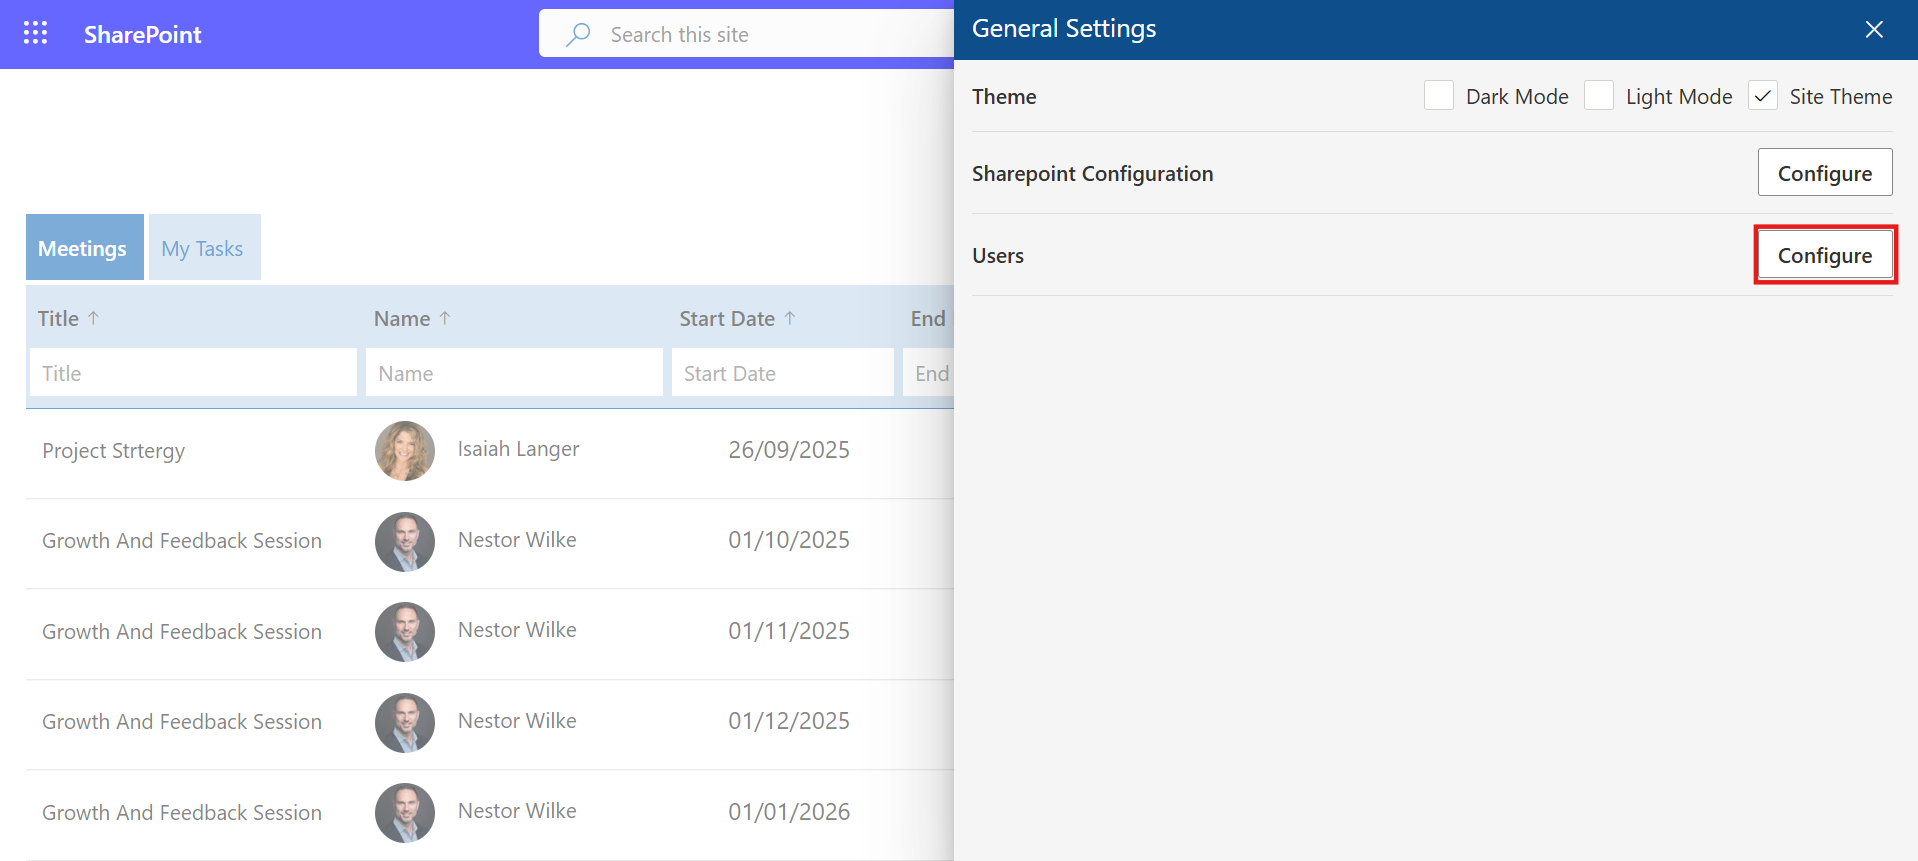 SharePoint
Search this site
General Settings
Theme
Dark Mode
Light Mode
Site Theme
Sharepoint Configuration
Configure
Users
Configure
Meetings
My Tasks
Title ↑
Name ↑
Start Date ↑
End
Title
Name
Start Date
End
Project Strtergy
Isaiah Langer
26/09/2025
Growth And Feedback Session
Nestor Wilke
01/10/2025
Growth And Feedback Session
Nestor Wilke
01/11/2025
Growth And Feedback Session
Nestor Wilke
01/12/2025
Growth And Feedback Session
Nestor Wilke
01/01/2026